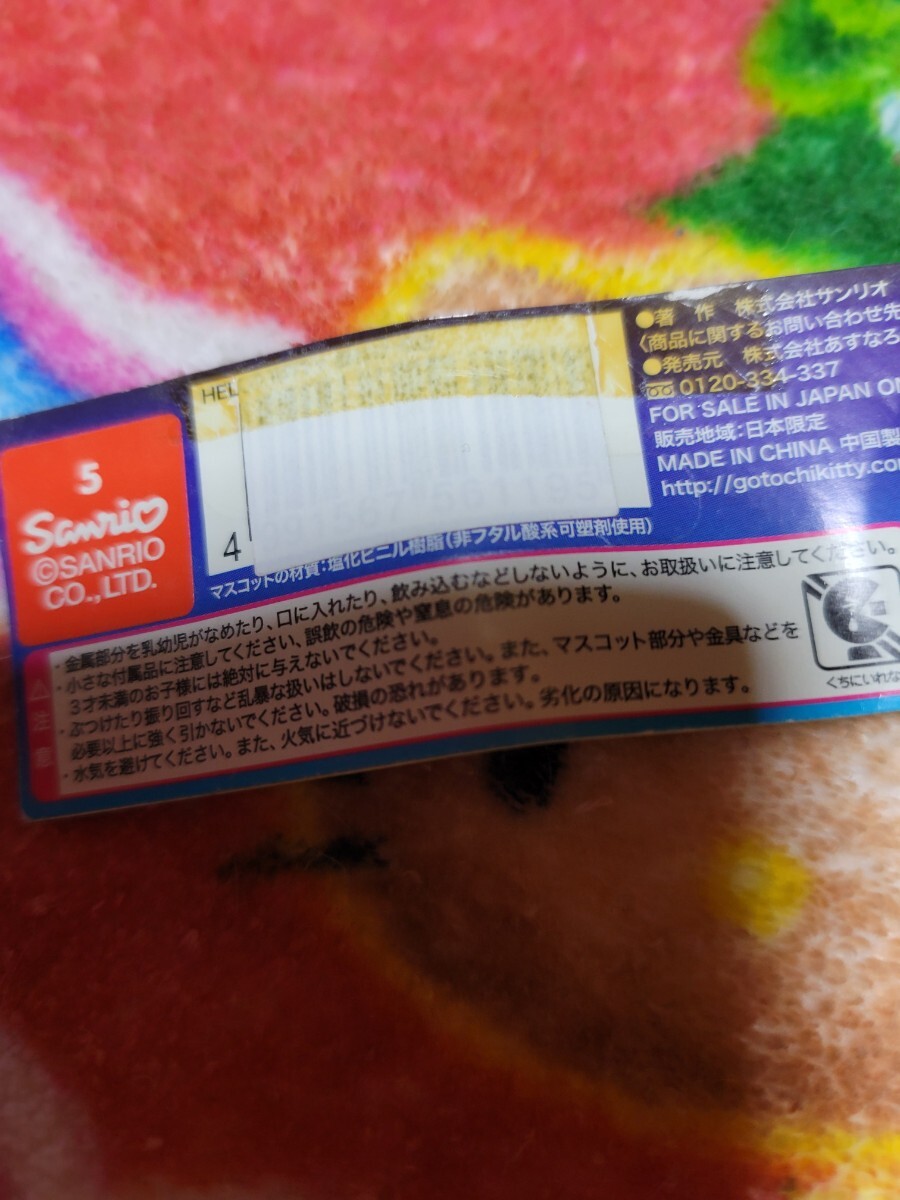 ●著　作　株式会社サンリオ
〈商品に関するお問い合わせ先
●発売元　株式会社あすなろ
0120-334-337
FOR SALE IN JAPAN ON
販売地域：日本限定
MADE IN CHINA 中国製
http://gotochikitty.co
HEL
4
5
Sanrio
©SANRIO
CO.,LTD.
マスコットの材質：塩化ビニル樹脂（非フタル酸系可塑剤使用）
注意
・金属部分を乳幼児がなめたり、口に入れたり、飲み込むなどしないように、お取扱いに注意してください。
・小さな付属品に注意してください、誤飲の危険や窒息の危険があります。
3才未満のお子様には絶対に与えないでください。
・ぶつけたり振り回すなど乱暴な扱いはしないでください。また、マスコット部分や金具などを
必要以上に強く引かないでください。破損の恐れがあります。
・水気を避けてください。また、火気に近づけないでください。劣化の原因になります。
くちにいれな